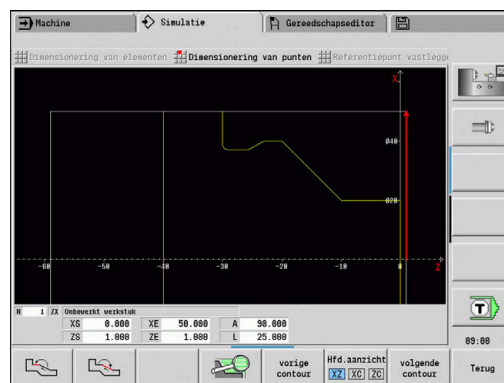 Machine Simulatie Gereedschapseditor
Dimensionering van elementen Dimensionering van punten Referentiepunt vastlegge
X
Ø40
Ø20
-60 -50 -40 -30 -20 -10 0 Z
N 1 ZX Onbewerkt werkstuk
XS 0.000 XE 50.000 A 90.000
ZS 1.000 ZE 1.000 L 25.000
T
09:00
vorige contour Hfd.aanzicht volgende contour Terug
XZ XC ZC